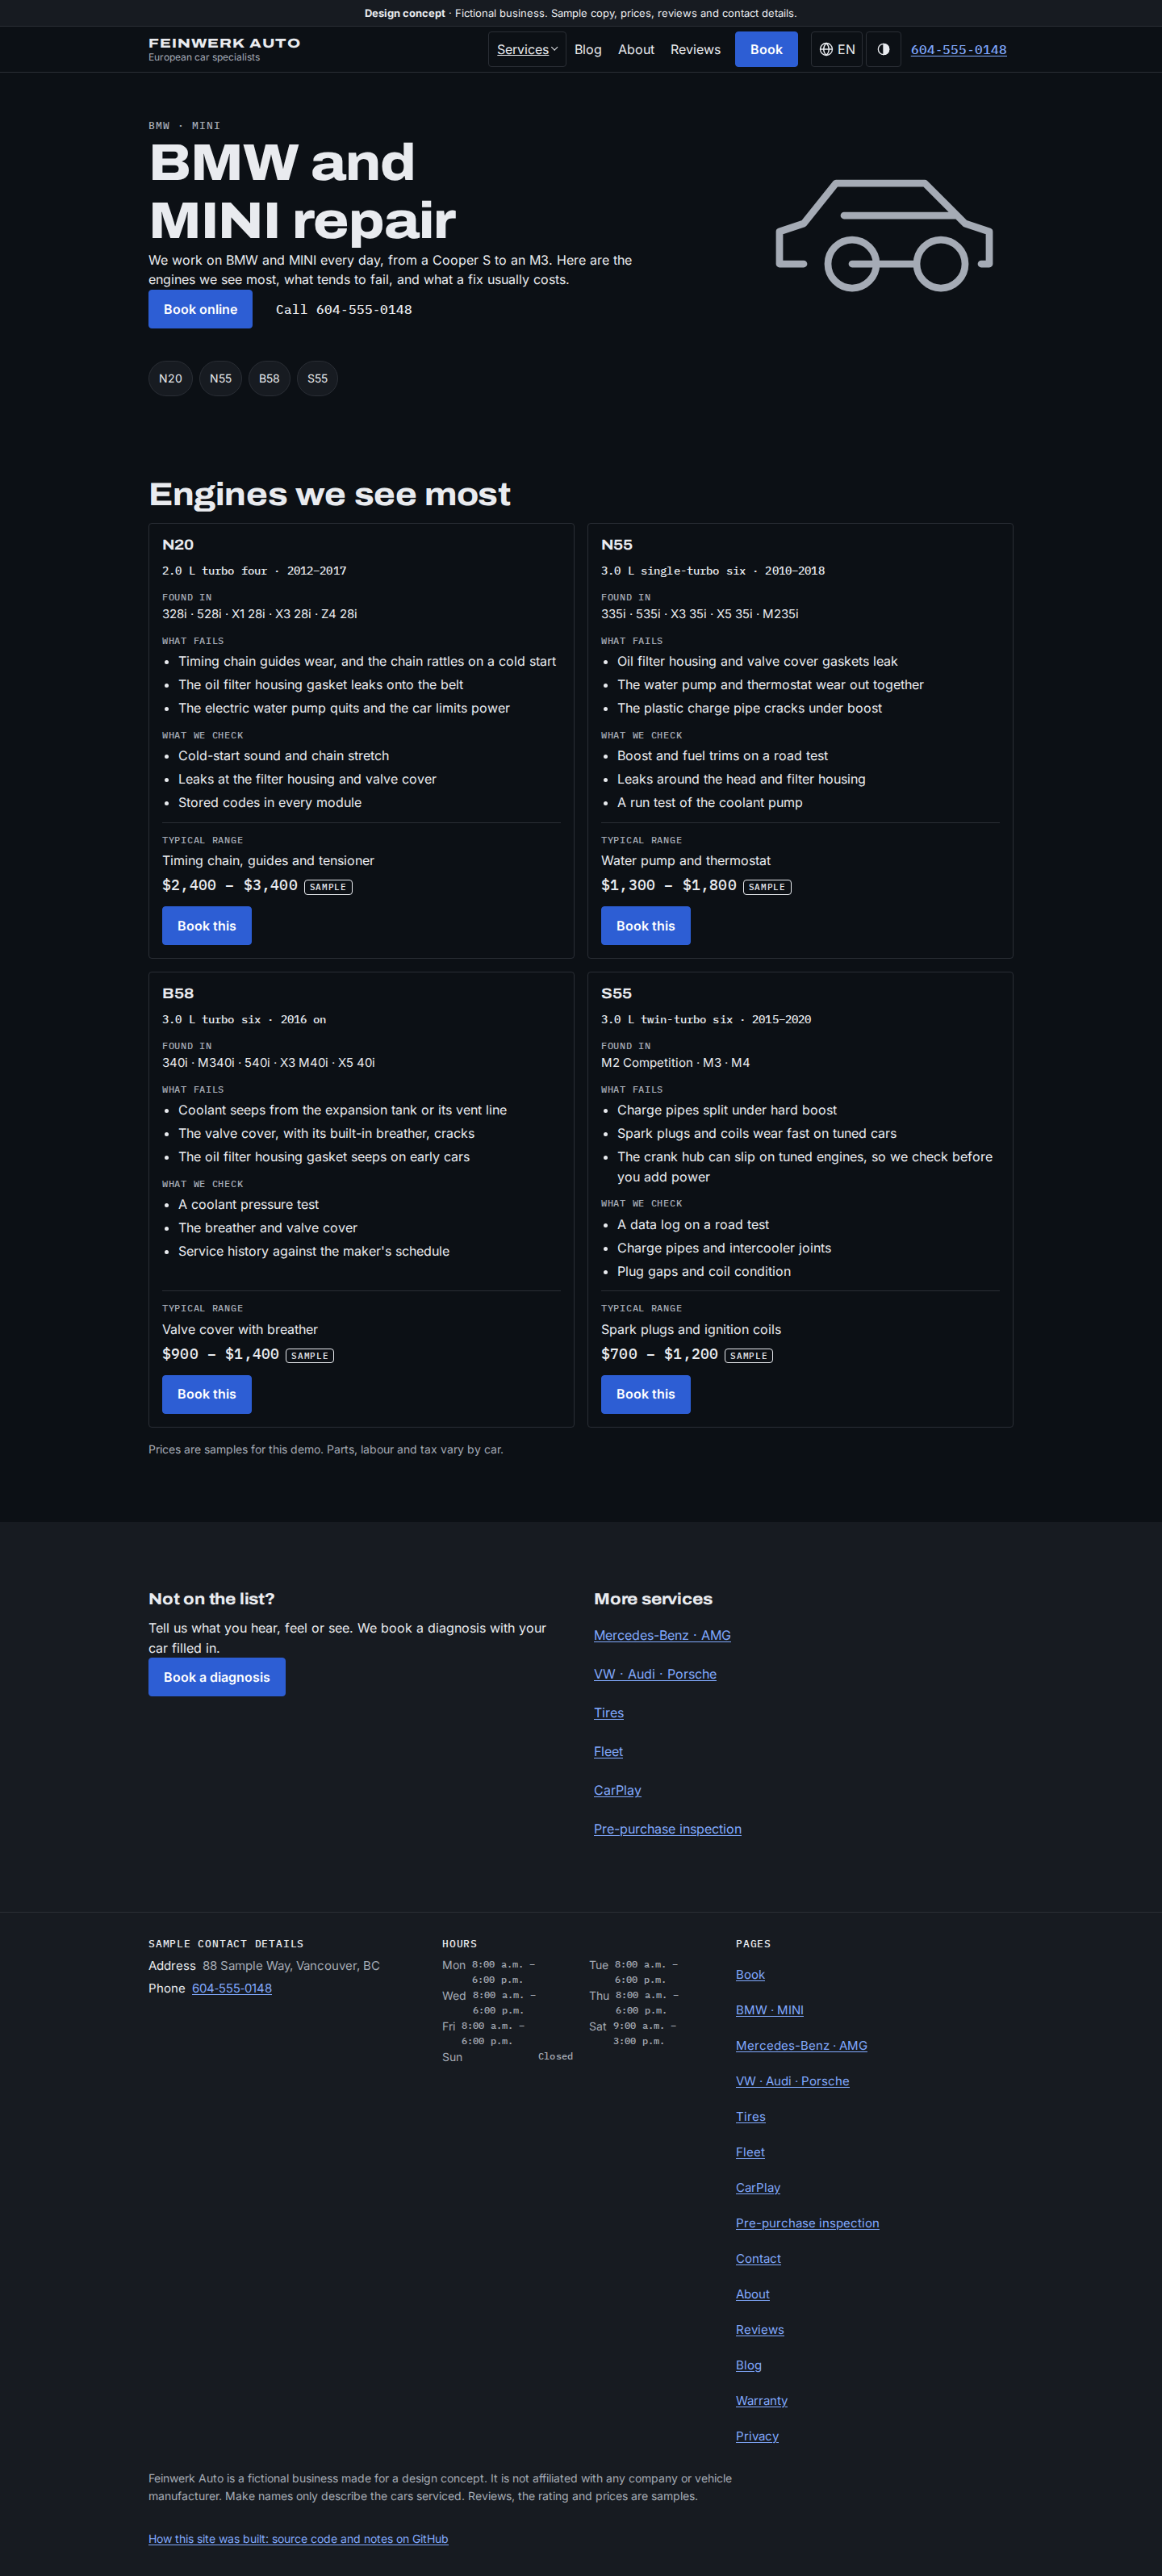 Design concept · Fictional business. Sample copy, prices, reviews and contact details.
FEINWERK AUTO
European car specialists
Services
Blog
About
Reviews
Book
EN
604-555-0148
BMW · MINI
BMW and
MINI repair
We work on BMW and MINI every day, from a Cooper S to an M3. Here are the
engines we see most, what tends to fail, and what a fix usually costs.
Book online
Call 604-555-0148
N20
N55
B58
S55
Engines we see most
N20
2.0 L turbo four · 2012–2017
FOUND IN
328i · 528i · X1 28i · X3 28i · Z4 28i
WHAT FAILS
• Timing chain guides wear, and the chain rattles on a cold start
• The oil filter housing gasket leaks onto the belt
• The electric water pump quits and the car limits power
WHAT WE CHECK
• Cold-start sound and chain stretch
• Leaks at the filter housing and valve cover
• Stored codes in every module
TYPICAL RANGE
Timing chain, guides and tensioner
$2,400 – $3,400 SAMPLE
Book this
N55
3.0 L single-turbo six · 2010–2018
FOUND IN
335i · 535i · X3 35i · X5 35i · M235i
WHAT FAILS
• Oil filter housing and valve cover gaskets leak
• The water pump and thermostat wear out together
• The plastic charge pipe cracks under boost
WHAT WE CHECK
• Boost and fuel trims on a road test
• Leaks around the head and filter housing
• A run test of the coolant pump
TYPICAL RANGE
Water pump and thermostat
$1,300 – $1,800 SAMPLE
Book this
B58
3.0 L turbo six · 2016 on
FOUND IN
340i · M340i · 540i · X3 M40i · X5 40i
WHAT FAILS
• Coolant seeps from the expansion tank or its vent line
• The valve cover, with its built-in breather, cracks
• The oil filter housing gasket seeps on early cars
WHAT WE CHECK
• A coolant pressure test
• The breather and valve cover
• Service history against the maker's schedule
TYPICAL RANGE
Valve cover with breather
$900 – $1,400 SAMPLE
Book this
S55
3.0 L twin-turbo six · 2015–2020
FOUND IN
M2 Competition · M3 · M4
WHAT FAILS
• Charge pipes split under hard boost
• Spark plugs and coils wear fast on tuned cars
• The crank hub can slip on tuned engines, so we check before
you add power
WHAT WE CHECK
• A data log on a road test
• Charge pipes and intercooler joints
• Plug gaps and coil condition
TYPICAL RANGE
Spark plugs and ignition coils
$700 – $1,200 SAMPLE
Book this
Prices are samples for this demo. Parts, labour and tax vary by car.
Not on the list?
Tell us what you hear, feel or see. We book a diagnosis with your
car filled in.
Book a diagnosis
More services
Mercedes-Benz · AMG
VW · Audi · Porsche
Tires
Fleet
CarPlay
Pre-purchase inspection
SAMPLE CONTACT DETAILS
Address 88 Sample Way, Vancouver, BC
Phone 604-555-0148
HOURS
Mon 8:00 a.m. –
6:00 p.m.
Tue 8:00 a.m. –
6:00 p.m.
Wed 8:00 a.m. –
6:00 p.m.
Thu 8:00 a.m. –
6:00 p.m.
Fri 8:00 a.m. –
6:00 p.m.
Sat 9:00 a.m. –
3:00 p.m.
Sun Closed
PAGES
Book
BMW · MINI
Mercedes-Benz · AMG
VW · Audi · Porsche
Tires
Fleet
CarPlay
Pre-purchase inspection
Contact
About
Reviews
Blog
Warranty
Privacy
Feinwerk Auto is a fictional business made for a design concept. It is not affiliated with any company or vehicle
manufacturer. Make names only describe the cars serviced. Reviews, the rating and prices are samples.
How this site was built: source code and notes on GitHub